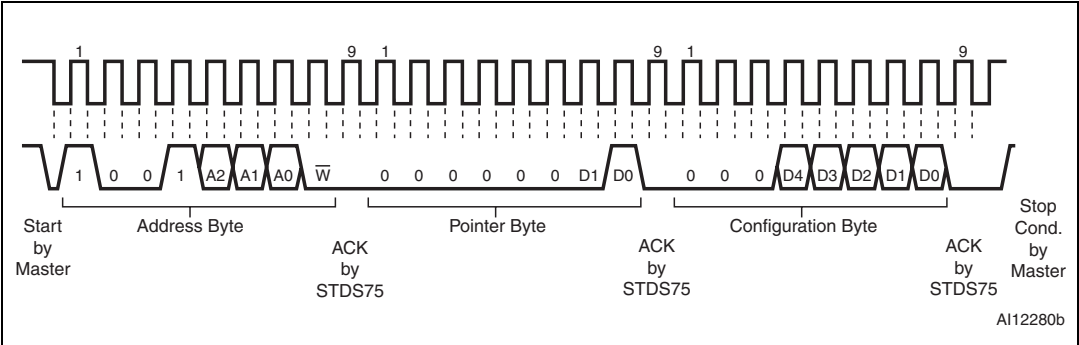 1 9 1 9 1 9
1 0 0 1 A2 A1 A0 W̅ 0 0 0 0 0 0 D1 D0 0 0 0 D4 D3 D2 D1 D0
Start
by
Master
Address Byte
ACK
by
STDS75
Pointer Byte
ACK
by
STDS75
Configuration Byte
ACK
by
STDS75
Stop
Cond.
by
Master
AI12280b